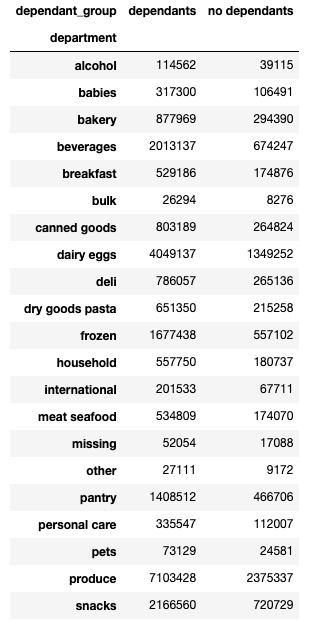 dependant_group dependants no dependants
department
alcohol 114562 39115
babies 317300 106491
bakery 877969 294390
beverages 2013137 674247
breakfast 529186 174876
bulk 26294 8276
canned goods 803189 264824
dairy eggs 4049137 1349252
deli 786057 265136
dry goods pasta 651350 215258
frozen 1677438 557102
household 557750 180737
international 201533 67711
meat seafood 534809 174070
missing 52054 17088
other 27111 9172
pantry 1408512 466706
personal care 335547 112007
pets 73129 24581
produce 7103428 2375337
snacks 2166560 720729